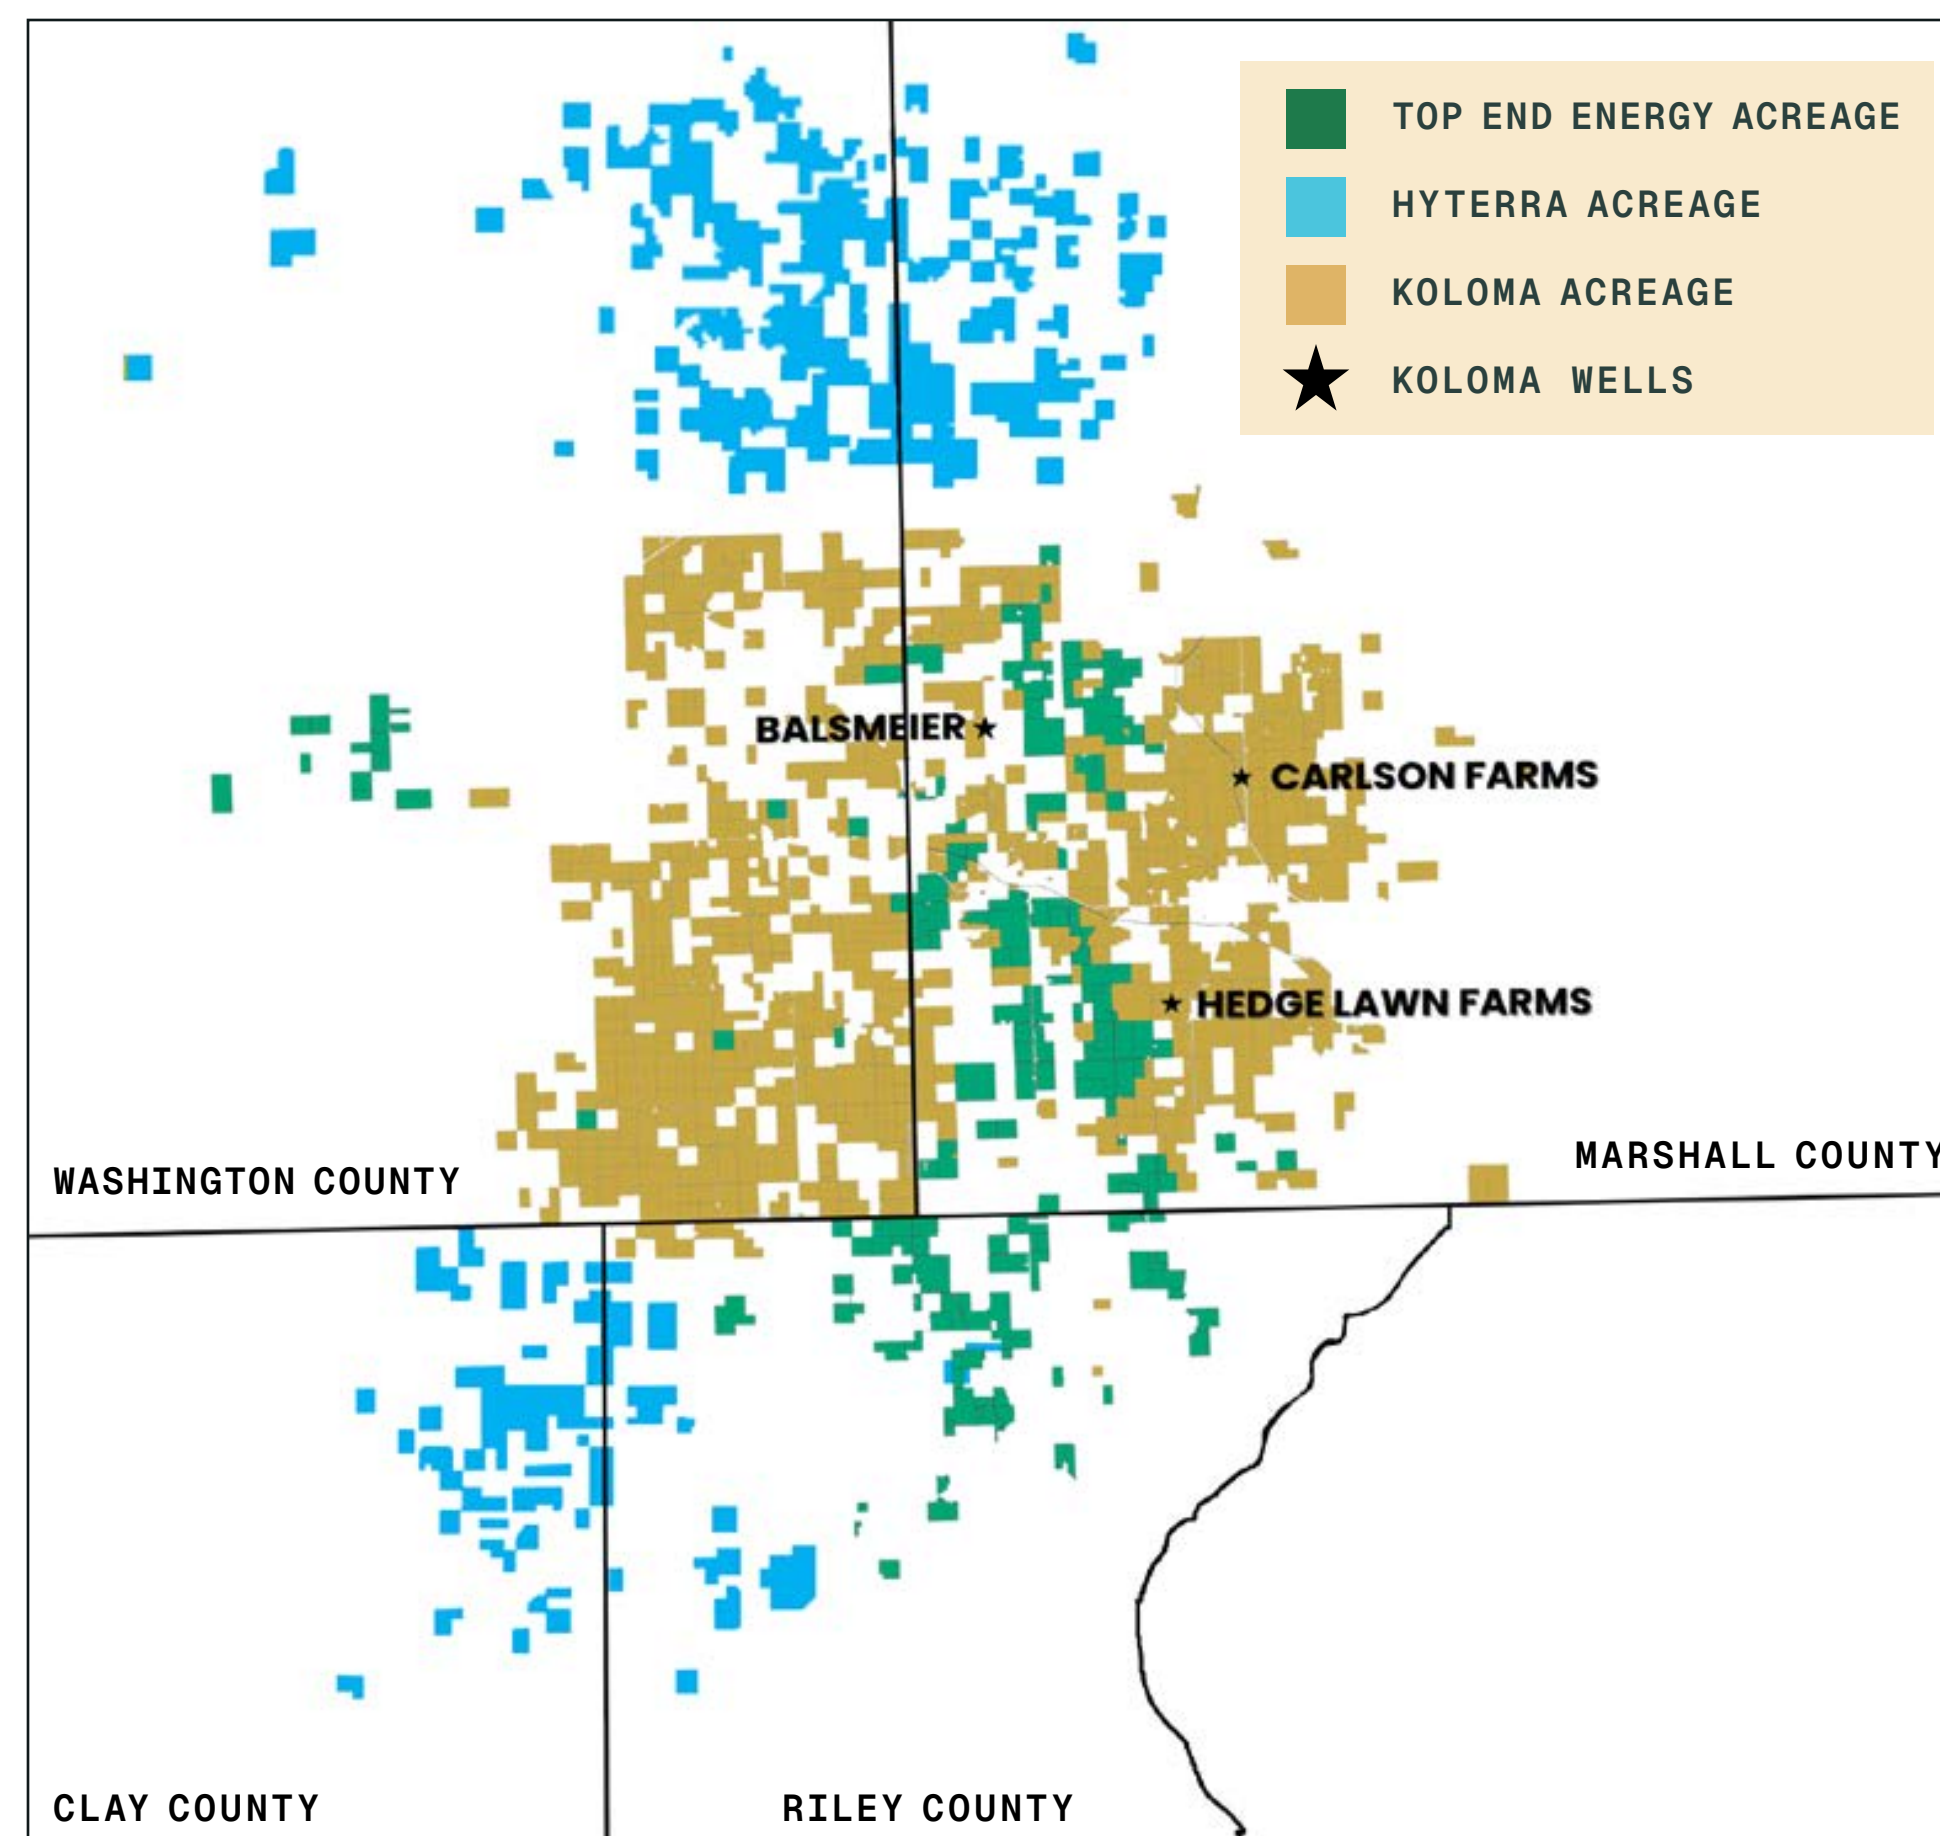 TOP END ENERGY ACREAGE
HYTERRA ACREAGE
KOLOMA ACREAGE
KOLOMA WELLS
BALSMEIER
CARLSON FARMS
HEDGE LAWN FARMS
WASHINGTON COUNTY
MARSHALL COUNTY
CLAY COUNTY
RILEY COUNTY